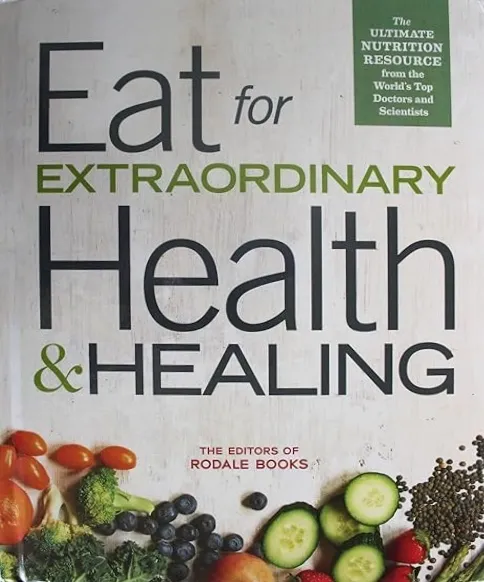 The
ULTIMATE
NUTRITION
RESOURCE
from the
World's Top
Doctors and
Scientists
Eat for
EXTRAORDINARY
Health
& HEALING
THE EDITORS OF
RODALE BOOKS